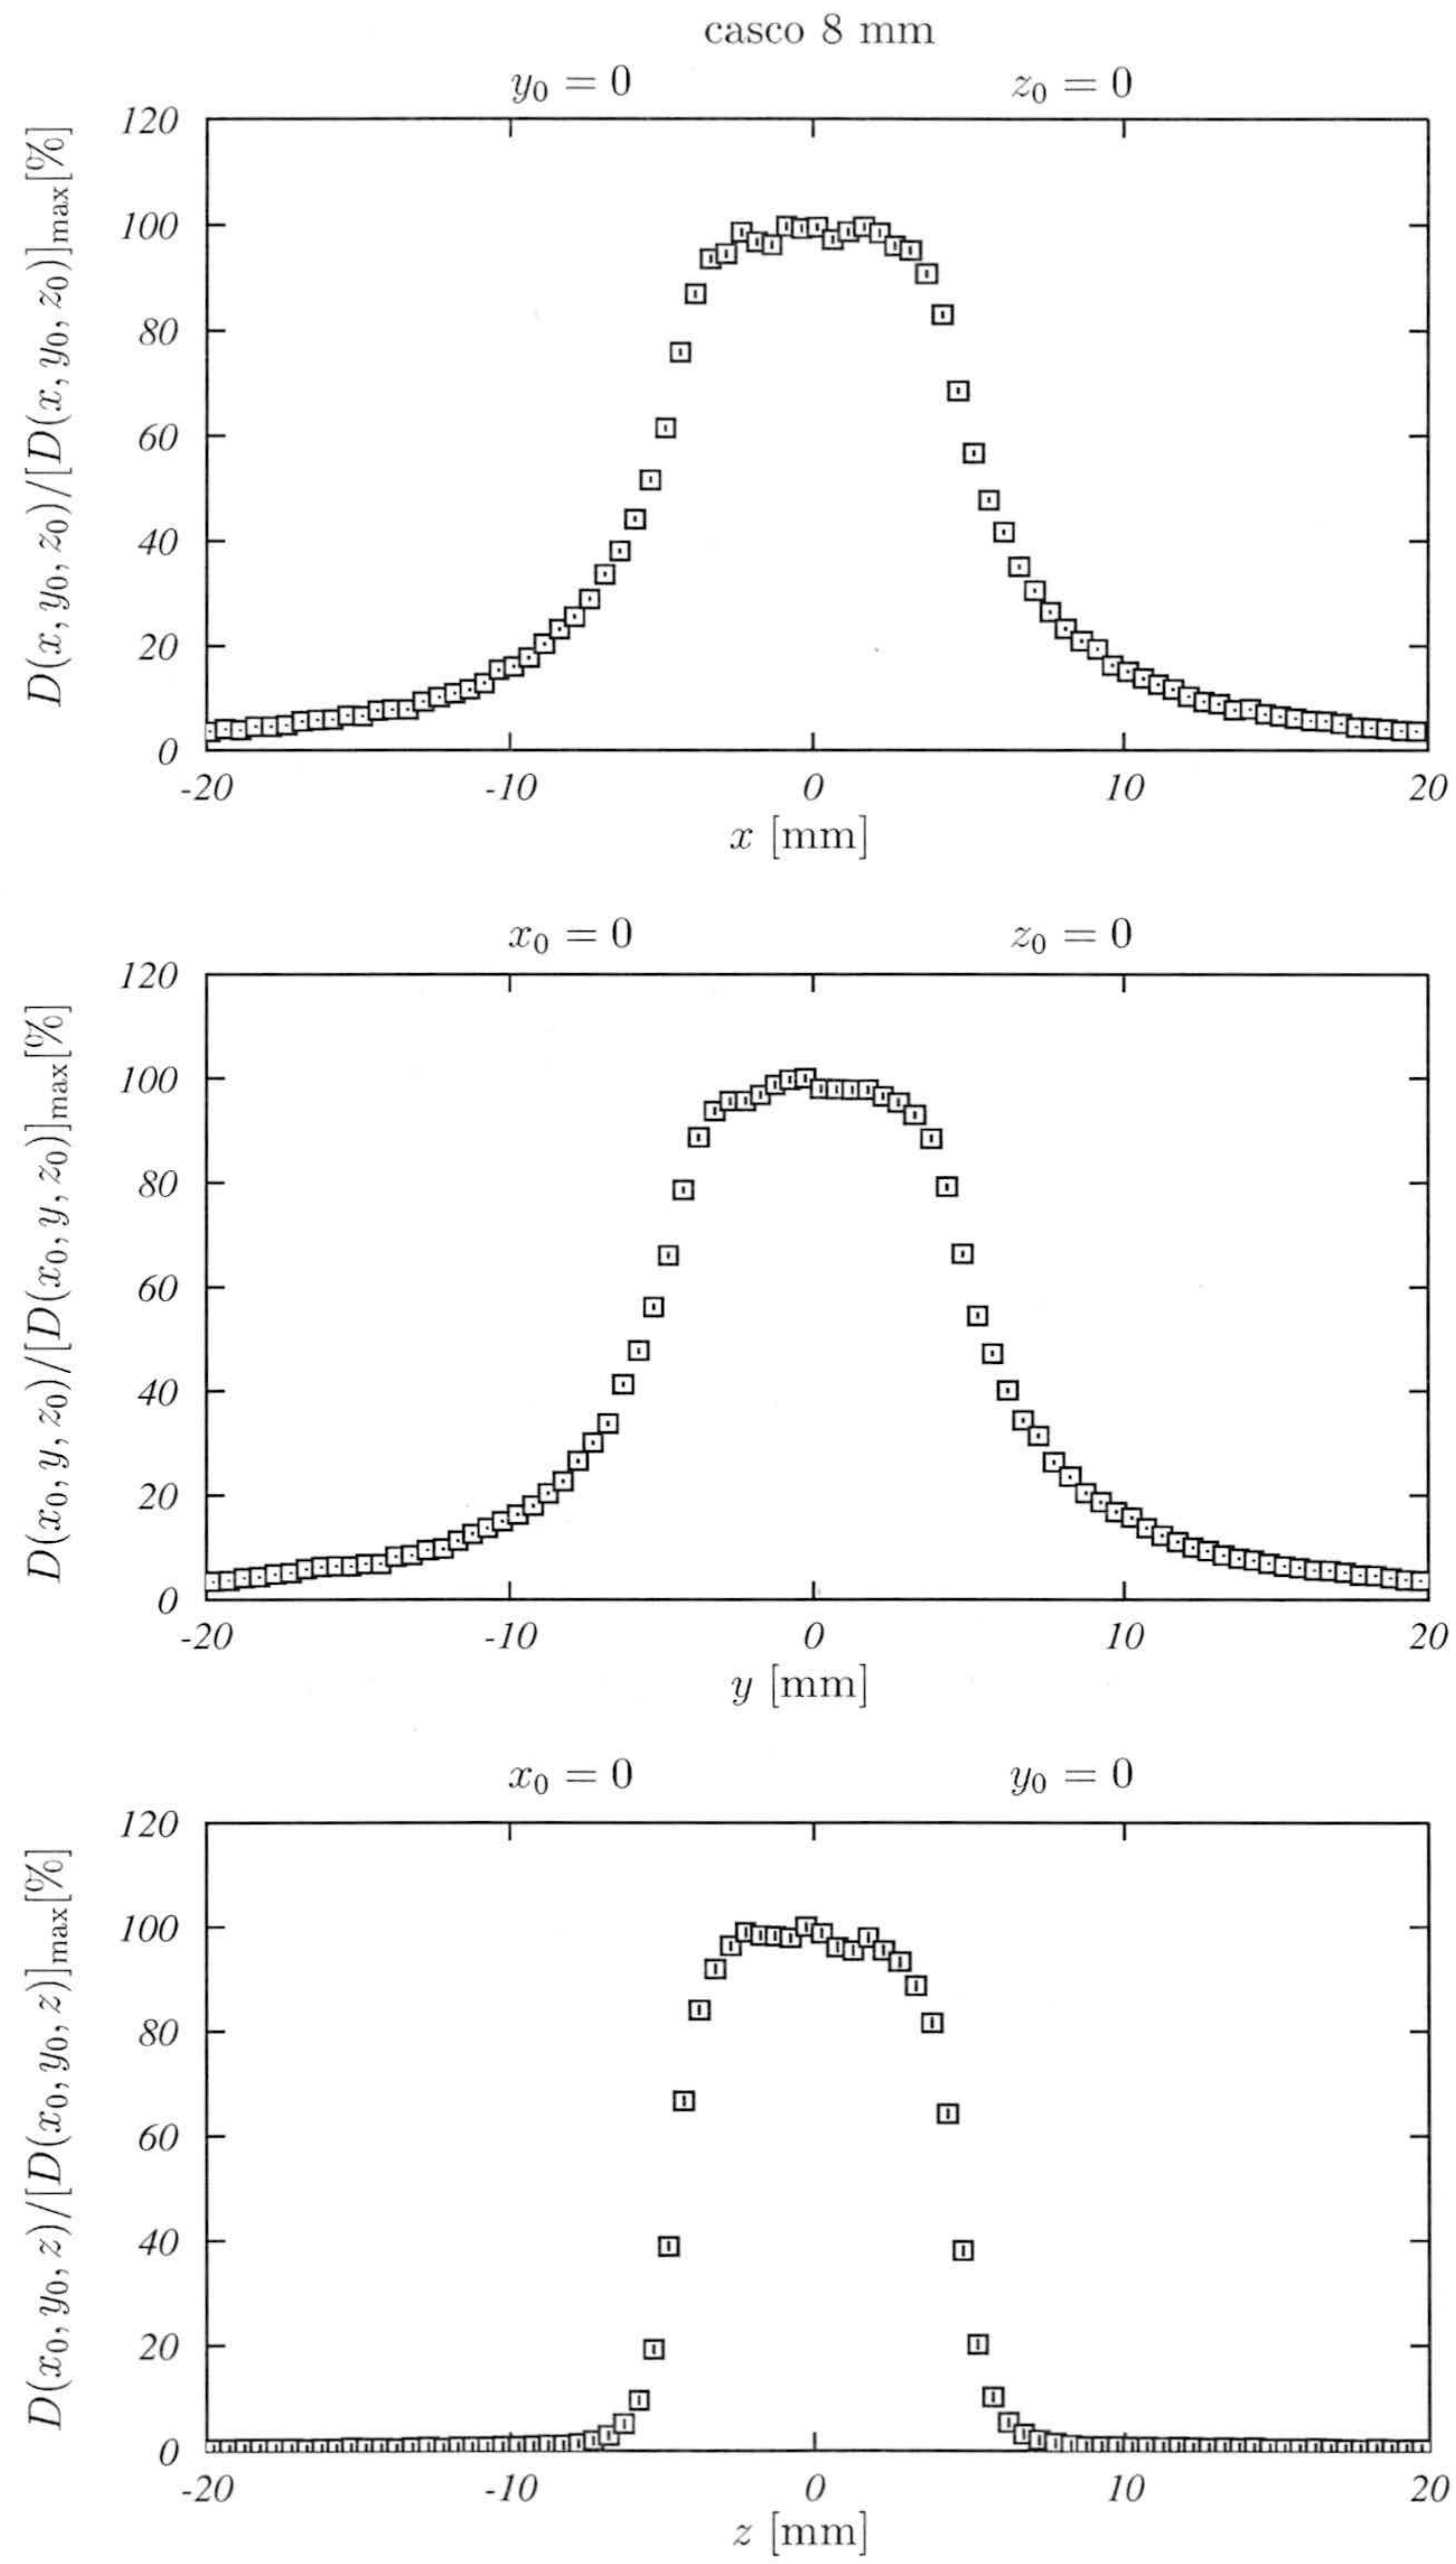 casco 8 mm
y₀ = 0 z₀ = 0
D(x, y₀, z₀)/[D(x, y₀, z₀)]max[%]
120
100
80
60
40
20
0
-20 -10 0 10 20
x [mm]
x₀ = 0 z₀ = 0
D(x₀, y, z₀)/[D(x₀, y, z₀)]max[%]
120
100
80
60
40
20
0
-20 -10 0 10 20
y [mm]
x₀ = 0 y₀ = 0
D(x₀, y₀, z)/[D(x₀, y₀, z)]max[%]
120
100
80
60
40
20
0
-20 -10 0 10 20
z [mm]